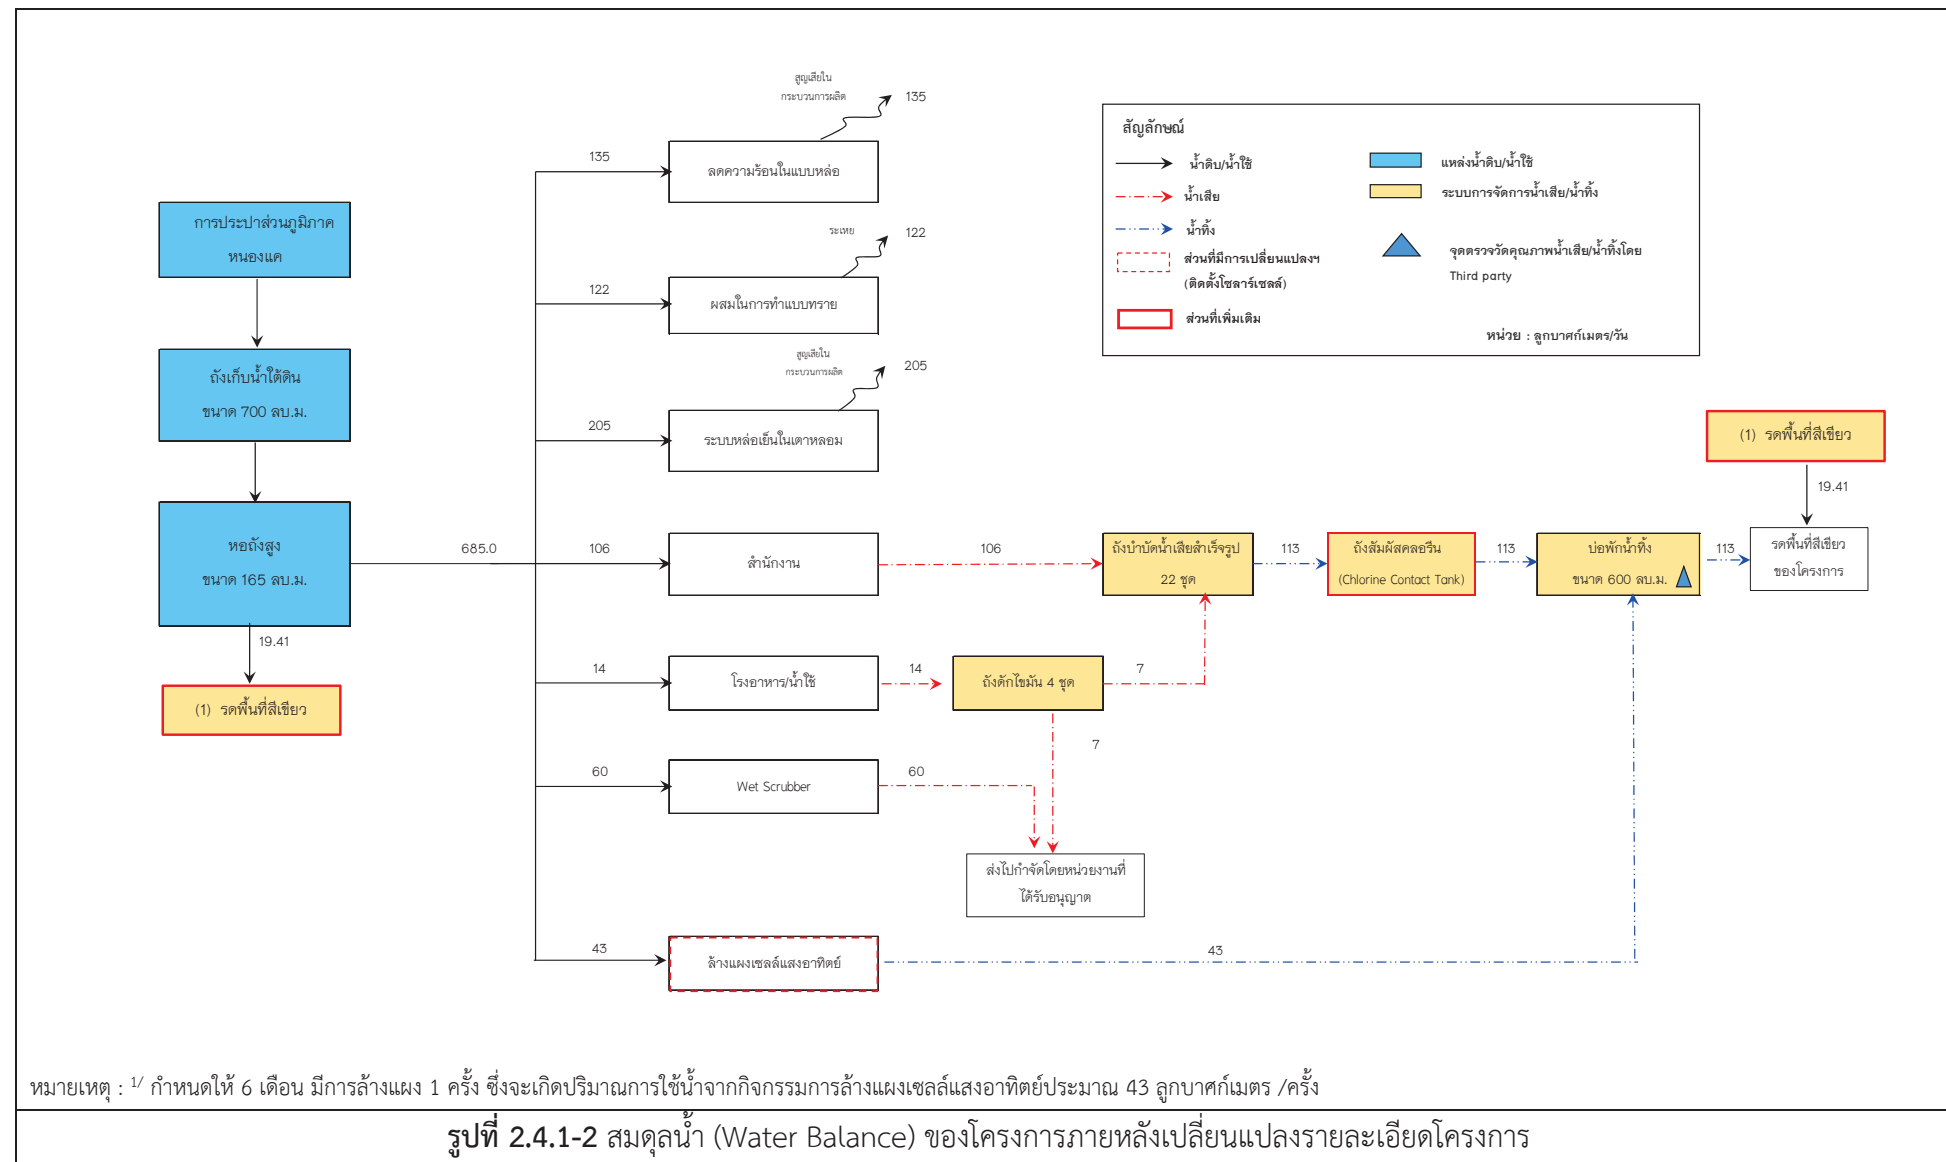 สูญเสียใน
กระบวนการผลิต
135
135
ลดความร้อนในแบบหล่อ
สัญลักษณ์
น้ำดิบ/น้ำใช้
น้ำเสีย
น้ำทิ้ง
ส่วนที่มีการเปลี่ยนแปลงฯ
(ติดตั้งโซลาร์เซลล์)
ส่วนที่เพิ่มเติม
แหล่งน้ำดิบ/น้ำใช้
ระบบการจัดการน้ำเสีย/น้ำทิ้ง
จุดตรวจวัดคุณภาพน้ำเสีย/น้ำทิ้งโดย
Third party
หน่วย : ลูกบาศก์เมตร/วัน
การประปาส่วนภูมิภาค
หนองแค
ระเหย
122
122
ผสมในการทำแบบทราย
ถังเก็บน้ำใต้ดิน
ขนาด 700 ลบ.ม.
สูญเสียใน
กระบวนการผลิต
205
205
ระบบหล่อเย็นในเตาหลอม
(1) รดพื้นที่สีเขียว
19.41
หอถังสูง
ขนาด 165 ลบ.ม.
685.0
106
สำนักงาน
106
ถังบำบัดน้ำเสียสำเร็จรูป
22 ชุด
113
ถังสัมผัสคลอรีน
(Chlorine Contact Tank)
113
บ่อพักน้ำทิ้ง
ขนาด 600 ลบ.ม.
113
รดพื้นที่สีเขียว
ของโครงการ
19.41
(1) รดพื้นที่สีเขียว
14
โรงอาหาร/น้ำใช้
14
ถังดักไขมัน 4 ชุด
7
7
60
Wet Scrubber
60
ส่งไปกำจัดโดยหน่วยงานที่
ได้รับอนุญาต
43
ล้างแผงเซลล์แสงอาทิตย์
43
หมายเหตุ : 1/ กำหนดให้ 6 เดือน มีการล้างแผง 1 ครั้ง ซึ่งจะเกิดปริมาณการใช้น้ำจากกิจกรรมการล้างแผงเซลล์แสงอาทิตย์ประมาณ 43 ลูกบาศก์เมตร /ครั้ง
รูปที่ 2.4.1-2 สมดุลน้ำ (Water Balance) ของโครงการภายหลังเปลี่ยนแปลงรายละเอียดโครงการ